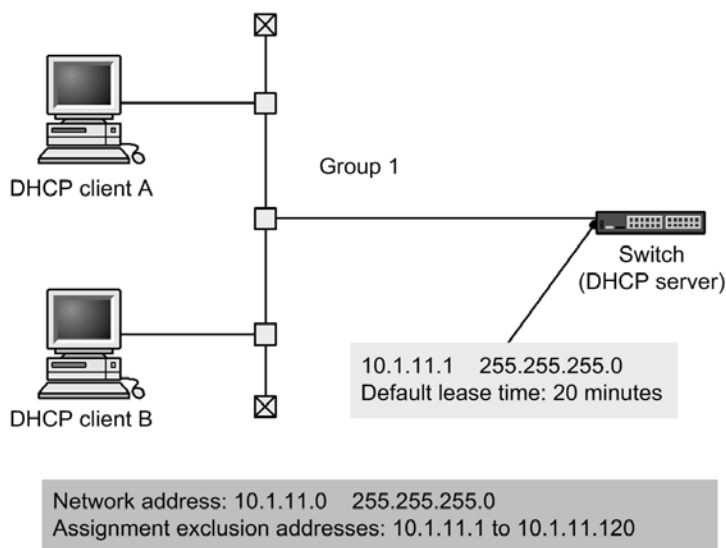 DHCP client A
Group 1
Switch
(DHCP server)
10.1.11.1 255.255.255.0
Default lease time: 20 minutes
DHCP client B
Network address: 10.1.11.0 255.255.255.0
Assignment exclusion addresses: 10.1.11.1 to 10.1.11.120